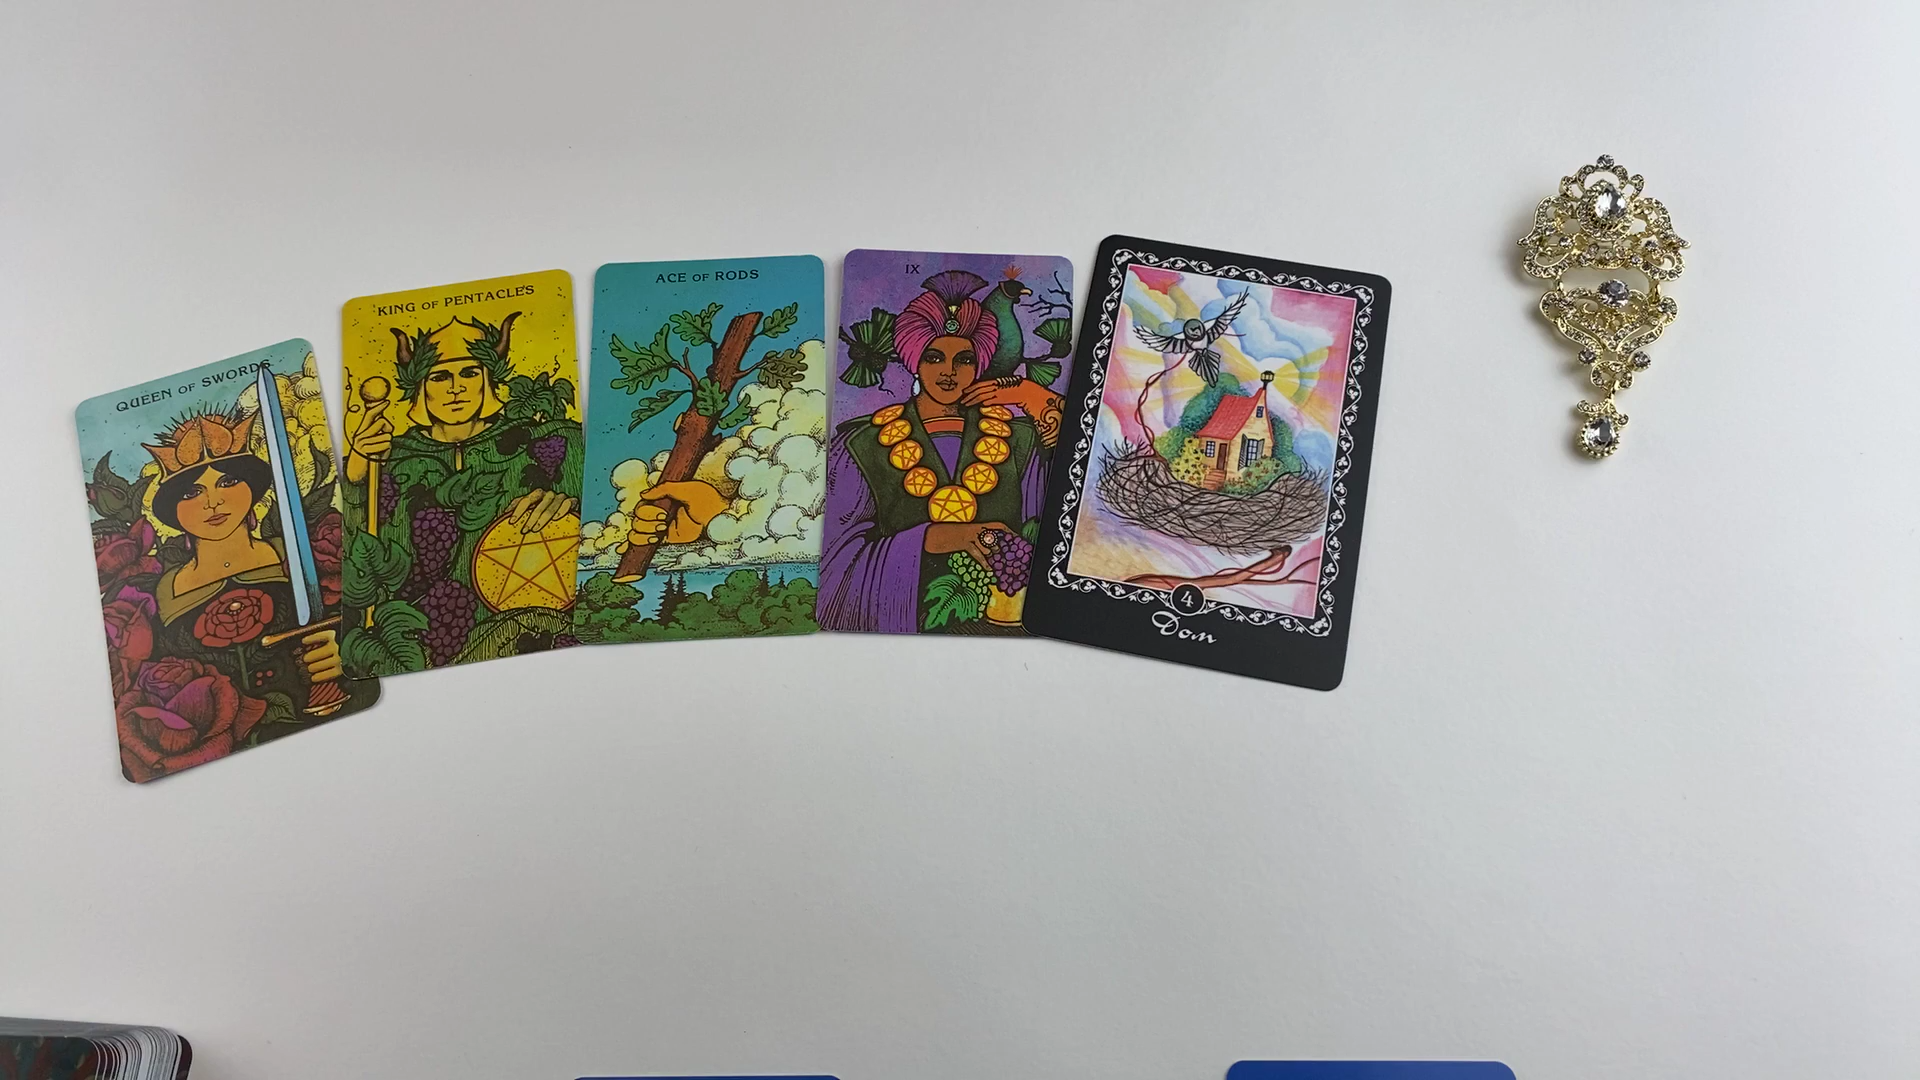 QUEEN OF SWORDS
KING OF PENTACLES
ACE OF RODS
IX
4
Дом